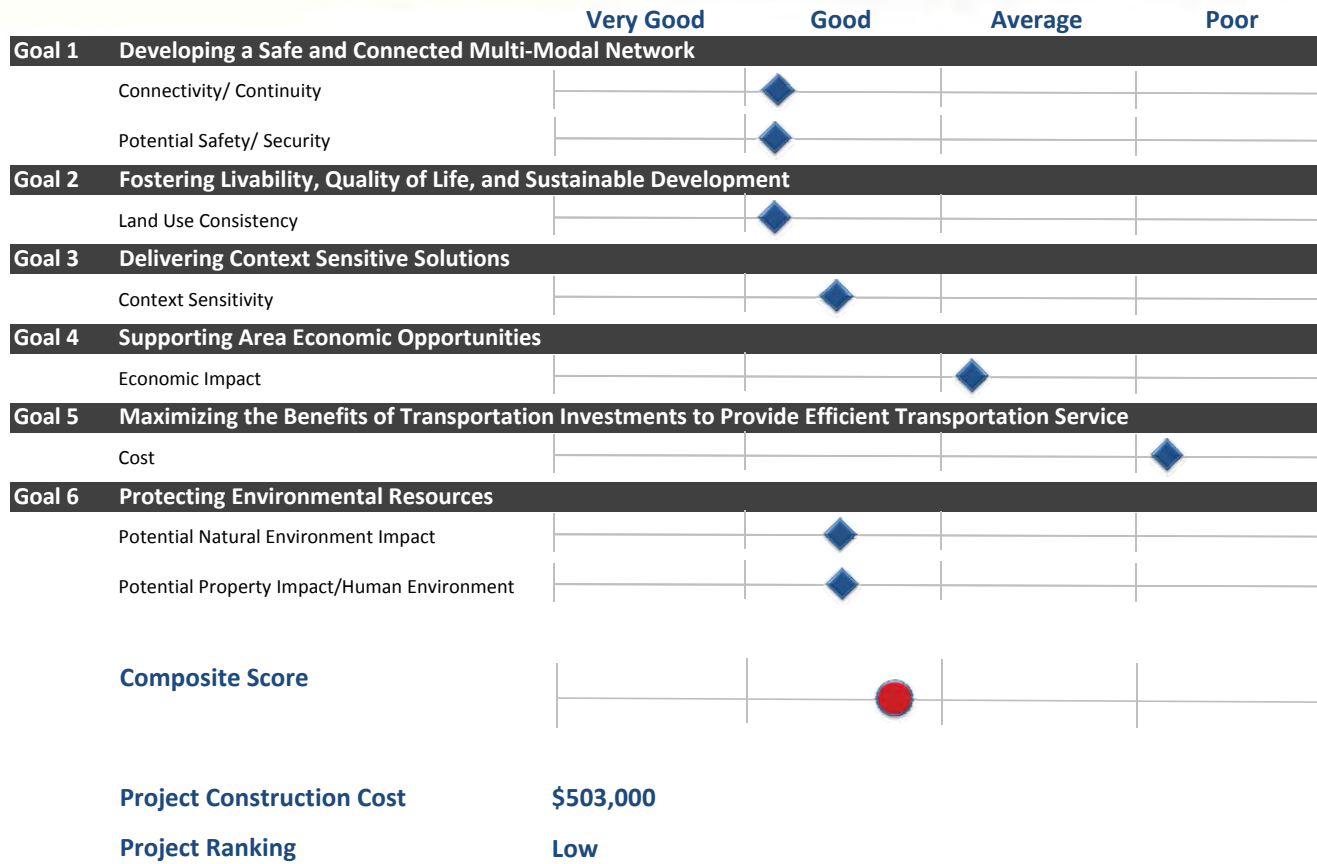 Very Good Good Average Poor
Goal 1 Developing a Safe and Connected Multi-Modal Network
Connectivity/ Continuity
Potential Safety/ Security
Goal 2 Fostering Livability, Quality of Life, and Sustainable Development
Land Use Consistency
Goal 3 Delivering Context Sensitive Solutions
Context Sensitivity
Goal 4 Supporting Area Economic Opportunities
Economic Impact
Goal 5 Maximizing the Benefits of Transportation Investments to Provide Efficient Transportation Service
Cost
Goal 6 Protecting Environmental Resources
Potential Natural Environment Impact
Potential Property Impact/Human Environment
Composite Score
Project Construction Cost $503,000
Project Ranking Low